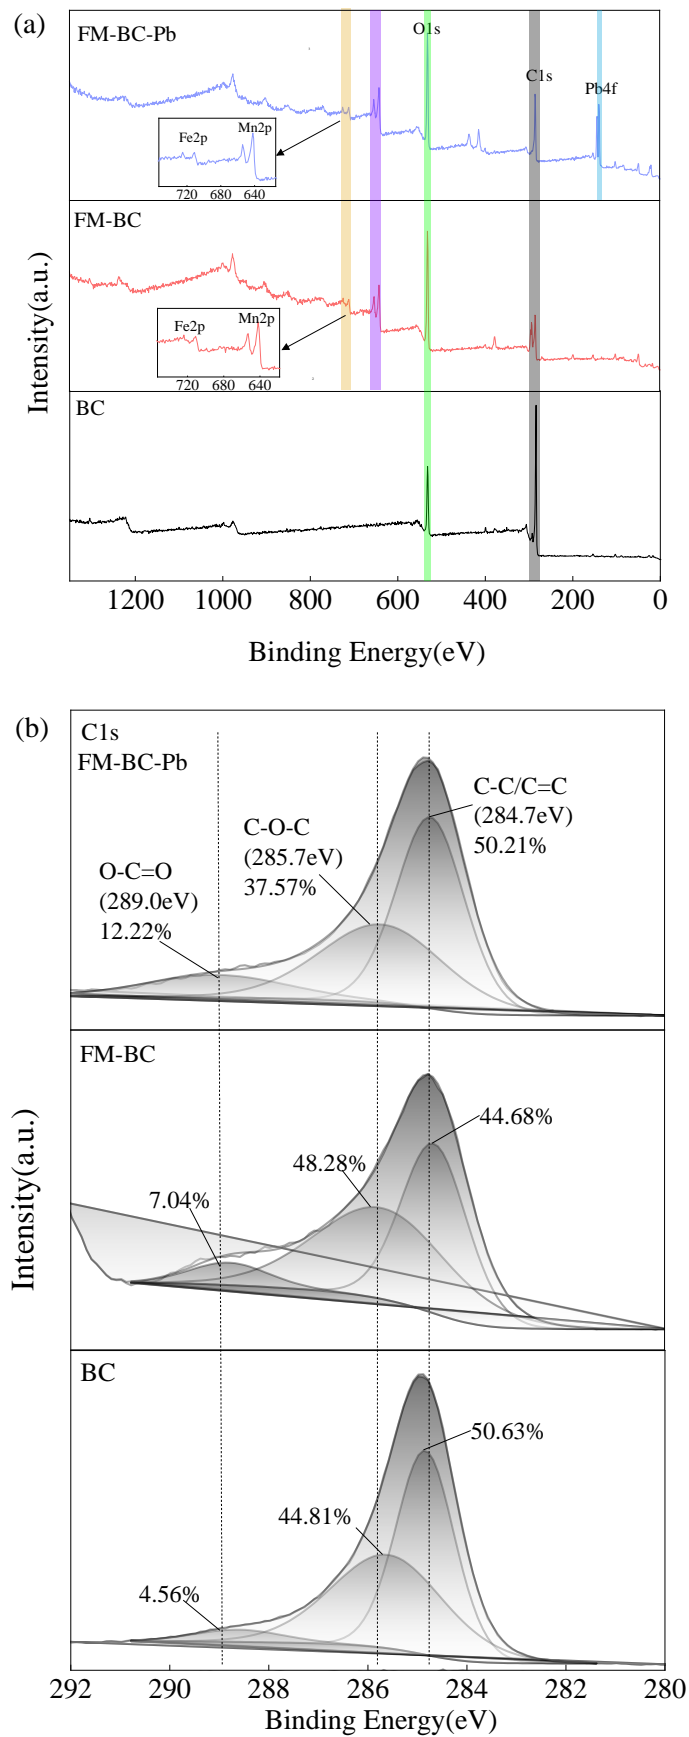 (a)
FM-BC-Pb
O1s
C1s
Pb4f
Fe2p
Mn2p
720 680 640
FM-BC
Fe2p
Mn2p
720 680 640
BC
Intensity(a.u.)
1200 1000 800 600 400 200 0
Binding Energy(eV)
(b)
C1s
FM-BC-Pb
C-C/C=C
(284.7eV)
50.21%
C-O-C
(285.7eV)
37.57%
O-C=O
(289.0eV)
12.22%
FM-BC
44.68%
48.28%
7.04%
Intensity(a.u.)
BC
50.63%
44.81%
4.56%
292 290 288 286 284 282 280
Binding Energy(eV)